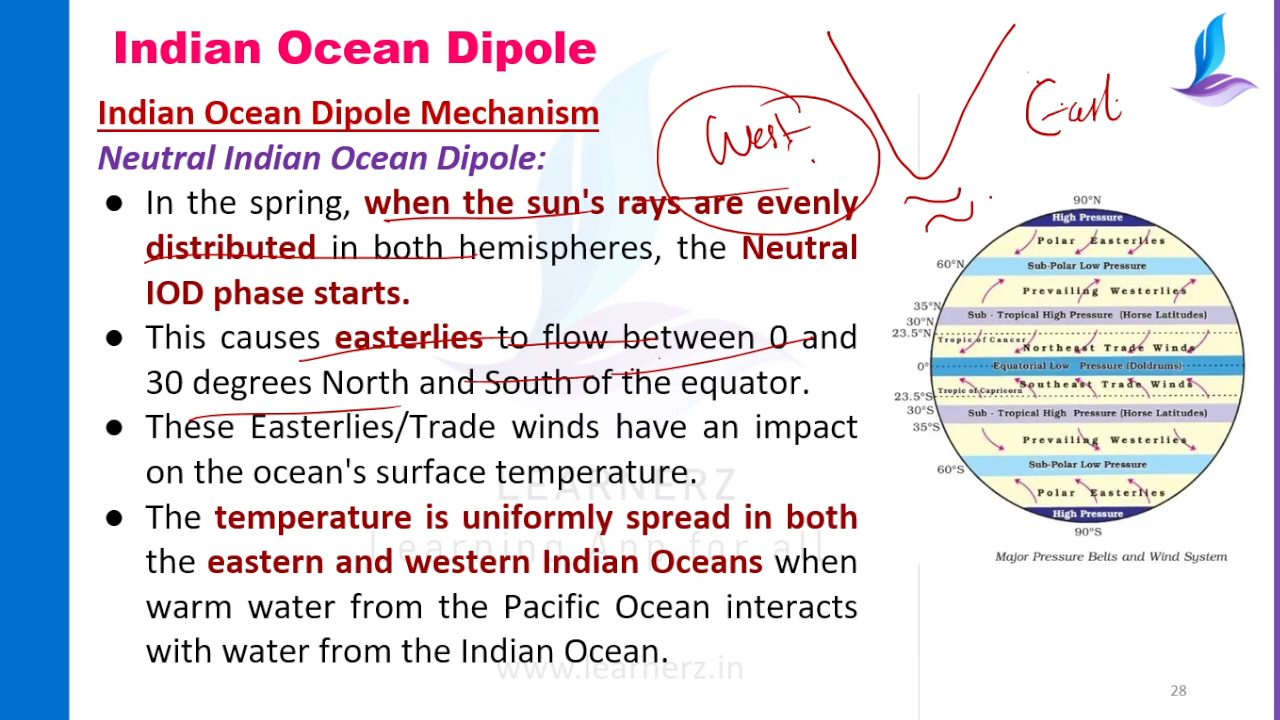 Indian Ocean Dipole
Indian Ocean Dipole Mechanism
Neutral Indian Ocean Dipole:
● In the spring, when the sun's rays are evenly
distributed in both hemispheres, the Neutral
IOD phase starts.
● This causes easterlies to flow between 0 and
30 degrees North and South of the equator.
● These Easterlies/Trade winds have an impact
on the ocean's surface temperature.
● The temperature is uniformly spread in both
the eastern and western Indian Oceans when
warm water from the Pacific Ocean interacts
with water from the Indian Ocean.
West
East
90°N
High Pressure
Polar Easterlies
60°N
Sub-Polar Low Pressure
Prevailing Westerlies
35°N
Sub - Tropical High Pressure (Horse Latitudes)
30°N
23.5°N
Tropic of Cancer
Northeast Trade Winds
0°
Equatorial Low Pressure (Doldrums)
Southeast Trade Winds
Tropic of Capricorn
23.5°S
30°S
Sub - Tropical High Pressure (Horse Latitudes)
35°S
Prevailing Westerlies
60°S
Sub-Polar Low Pressure
Polar Easterlies
High Pressure
90°S
Major Pressure Belts and Wind System
LEARNERZ
Learning App for all
www.learnerz.in
28